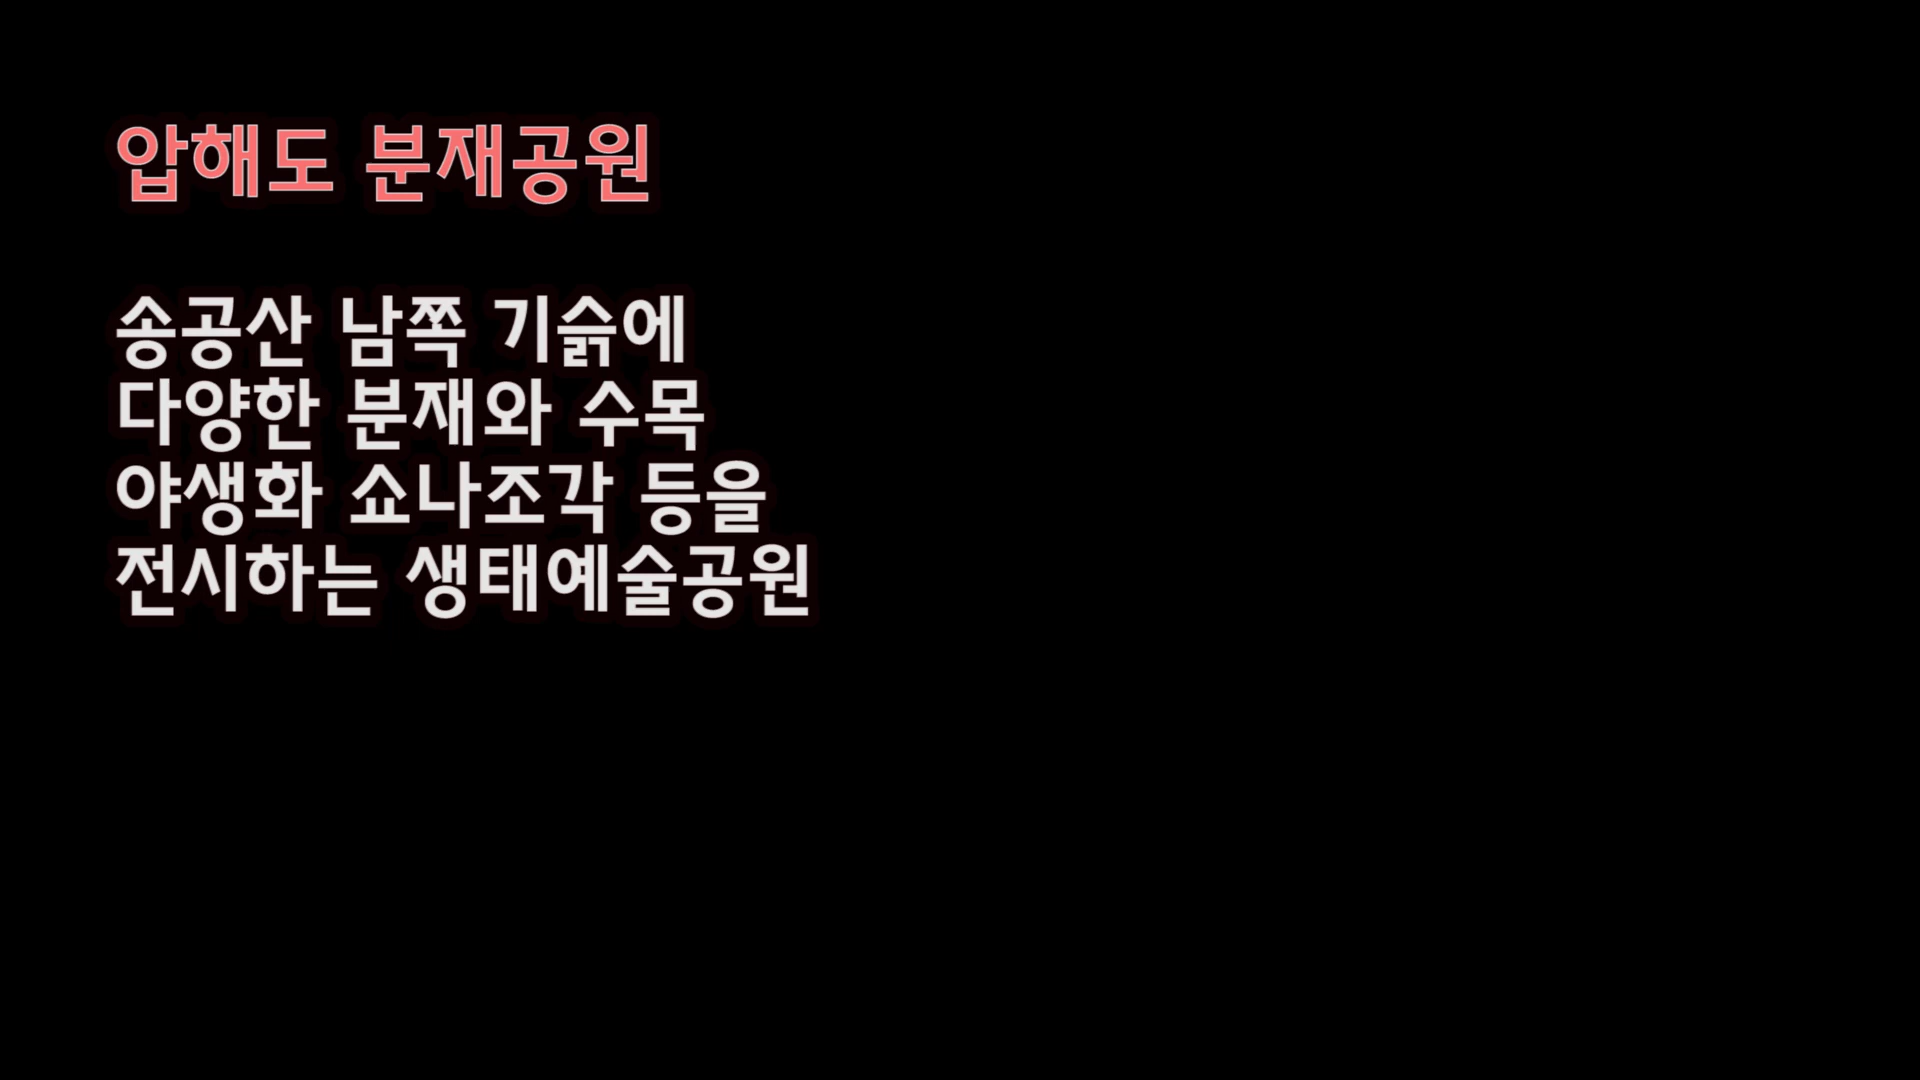 압해도 분재공원
송공산 남쪽 기슭에
다양한 분재와 수목
야생화 쇼나조각 등을
전시하는 생태예술공원